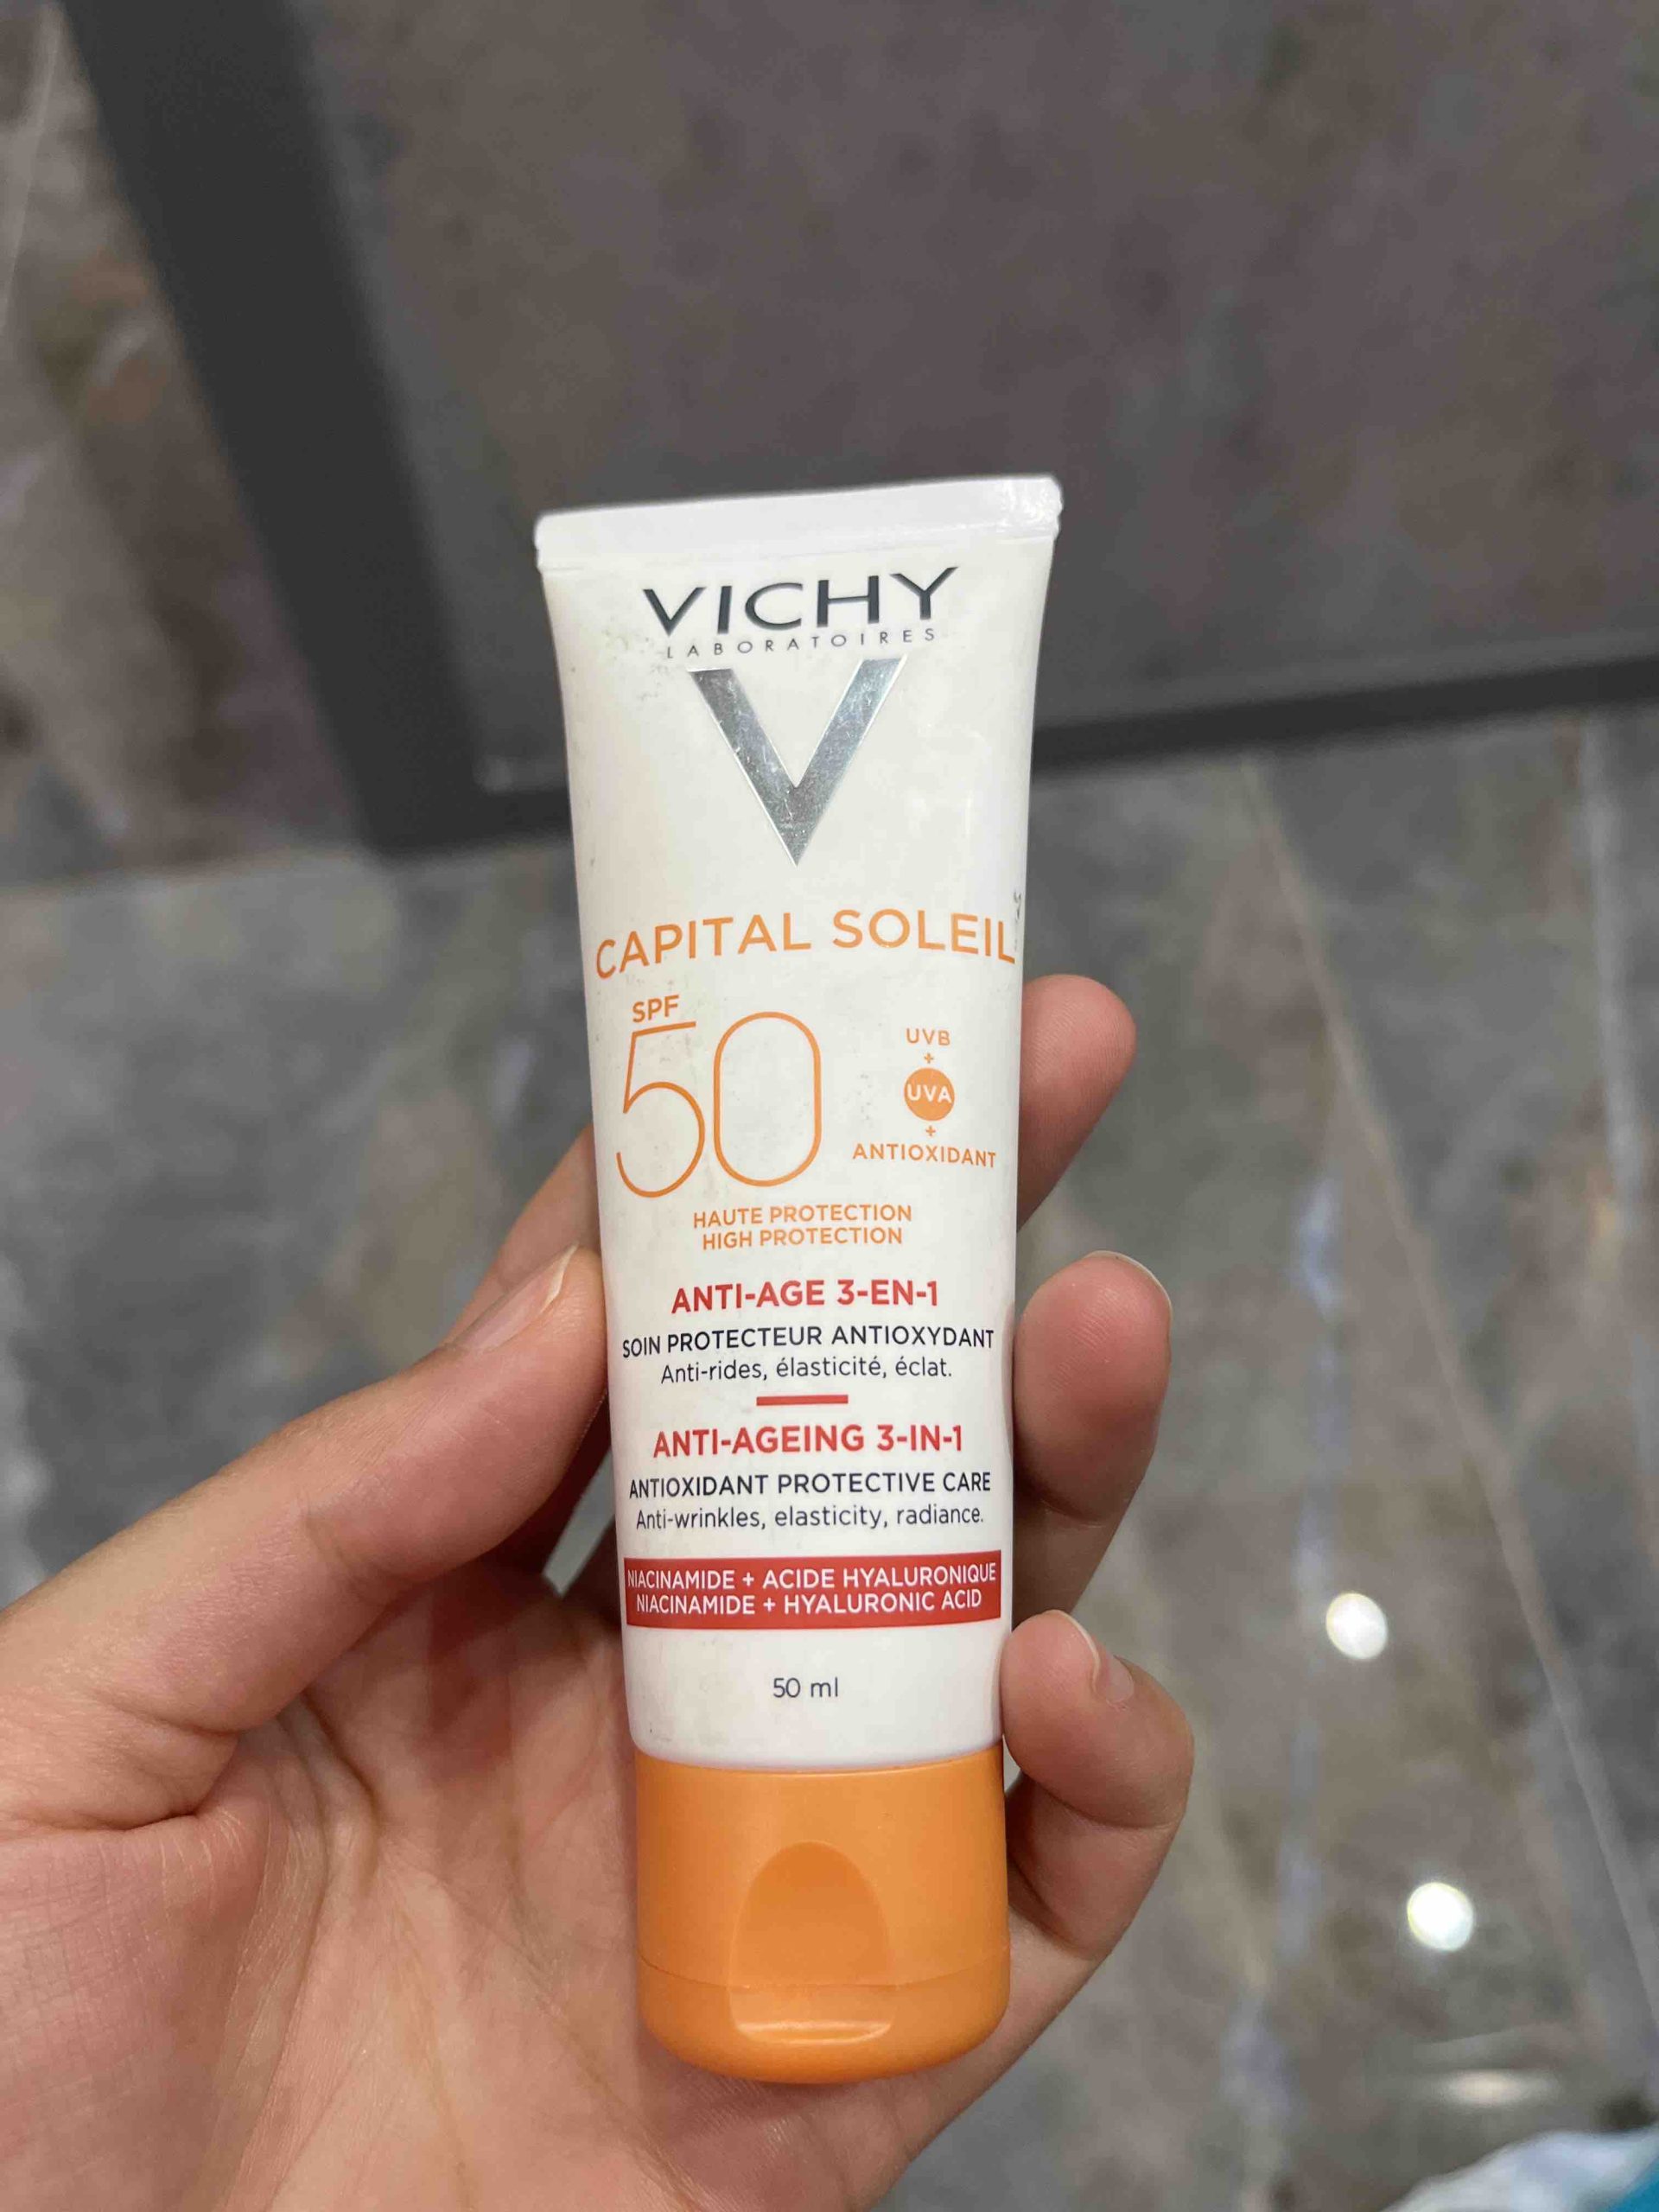 VICHY
LABORATOIRES
CAPITAL SOLEIL
SPF
50
UVB
+
UVA
+
ANTIOXIDANT
HAUTE PROTECTION
HIGH PROTECTION
ANTI-AGE 3-EN-1
SOIN PROTECTEUR ANTIOXYDANT
Anti-rides, élasticité, éclat.
ANTI-AGEING 3-IN-1
ANTIOXIDANT PROTECTIVE CARE
Anti-wrinkles, elasticity, radiance.
NIACINAMIDE + ACIDE HYALURONIQUE
NIACINAMIDE + HYALURONIC ACID
50 ml